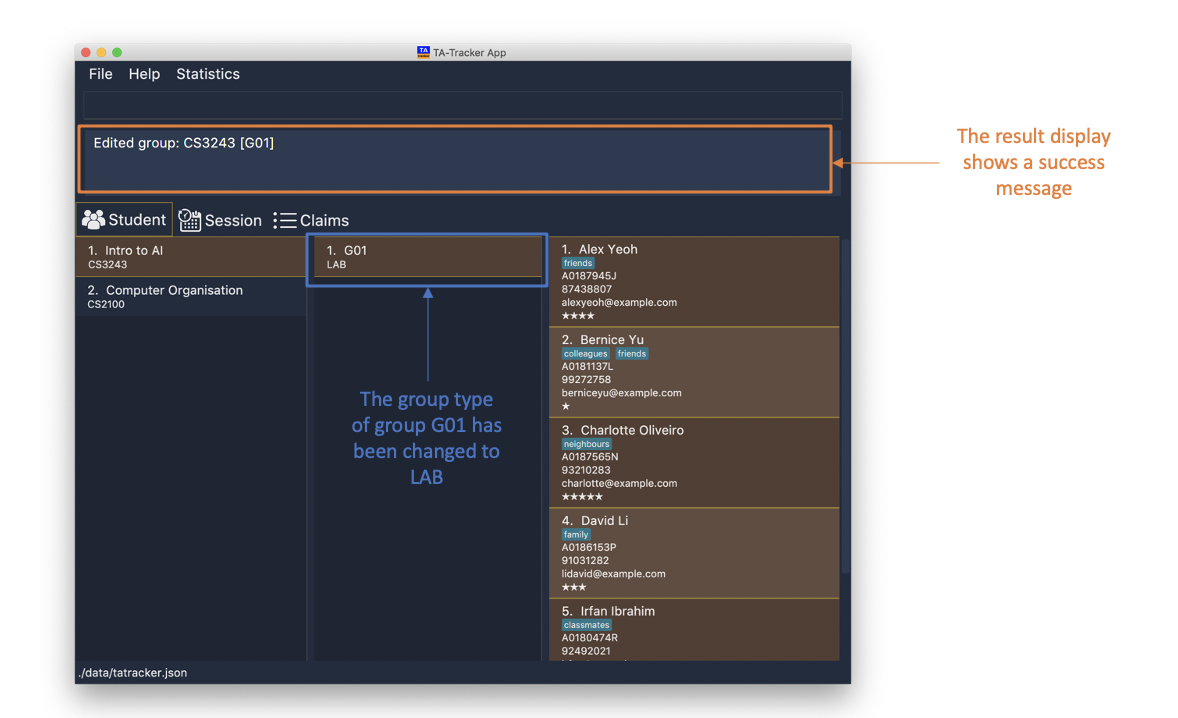 TA-Tracker App
File Help Statistics
Edited group: CS3243 [G01]
The result display
shows a success
message
Student Session Claims
1. Intro to AI
CS3243
2. Computer Organisation
CS2100
1. G01
LAB
The group type
of group G01 has
been changed to
LAB
1. Alex Yeoh
friends
A0187945J
87438807
alexyeoh@example.com
★★★★
2. Bernice Yu
colleagues friends
A0181137L
99272758
berniceyu@example.com
★
3. Charlotte Oliveiro
neighbours
A0187565N
93210283
charlotte@example.com
★★★★★
4. David Li
family
A0186153P
91031282
lidavid@example.com
★★★
5. Irfan Ibrahim
classmates
A0180474R
92492021
./data/tatracker.json